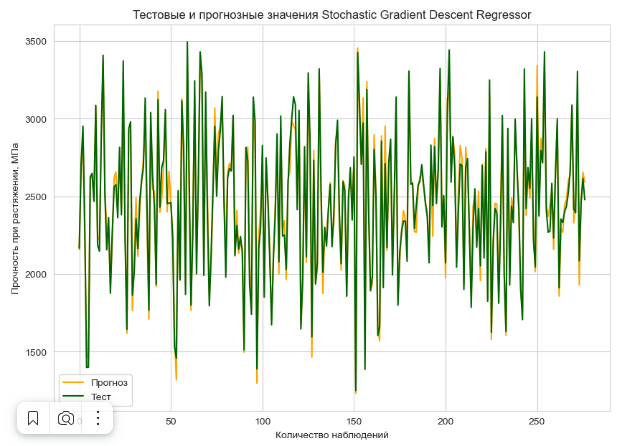 Тестовые и прогнозные значения Stochastic Gradient Descent Regressor
Прочность при растяжении, МПа
3500
3000
2500
2000
1500
Прогноз
Тест
0
50
100
150
200
250
Количество наблюдений